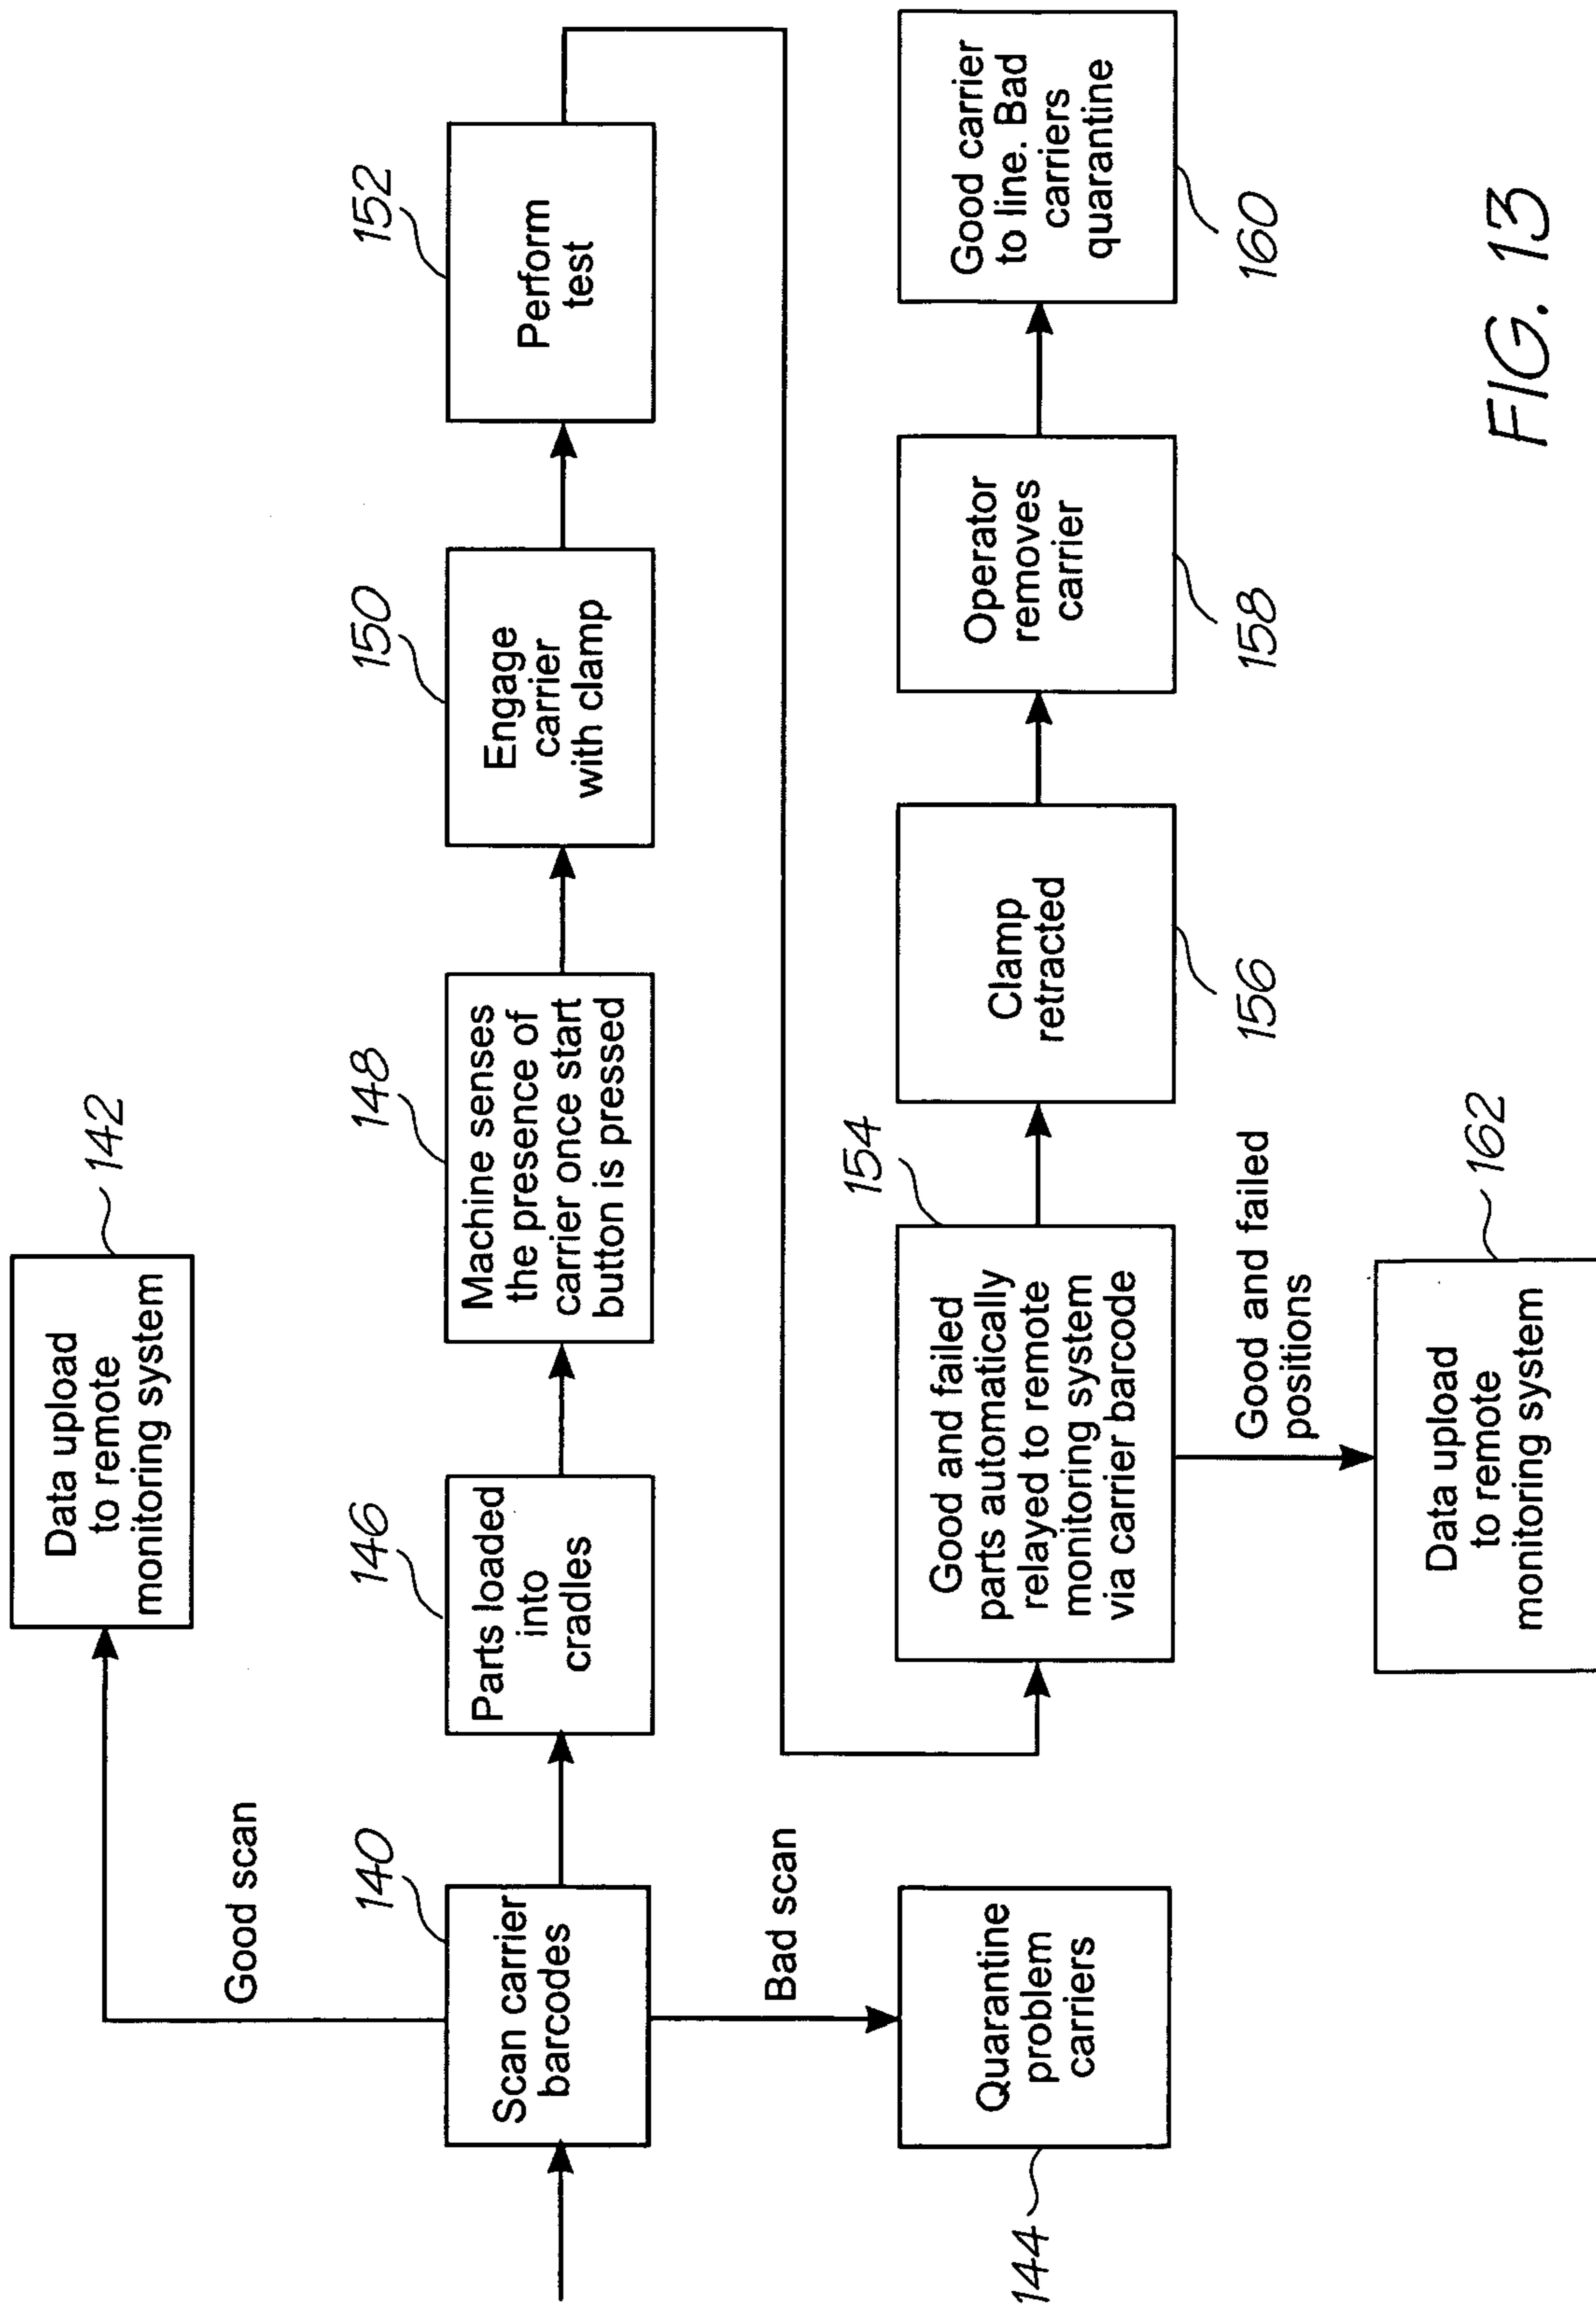 Data upload
to remote
monitoring system
142
Good scan
140
Scan carrier
barcodes
146
Parts loaded
into
cradles
148
Machine senses
the presence of
carrier once start
button is pressed
150
Engage
carrier
with clamp
152
Perform
test
Bad scan
Quarantine
problem
carriers
144
154
Good and failed
parts automatically
relayed to remote
monitoring system
via carrier barcode
Clamp
retracted
156
Operator
removes
carrier
158
Good carrier
to line. Bad
carriers
quarantine
160
Good and failed
positions
Data upload
to remote
monitoring system
162
FIG. 13